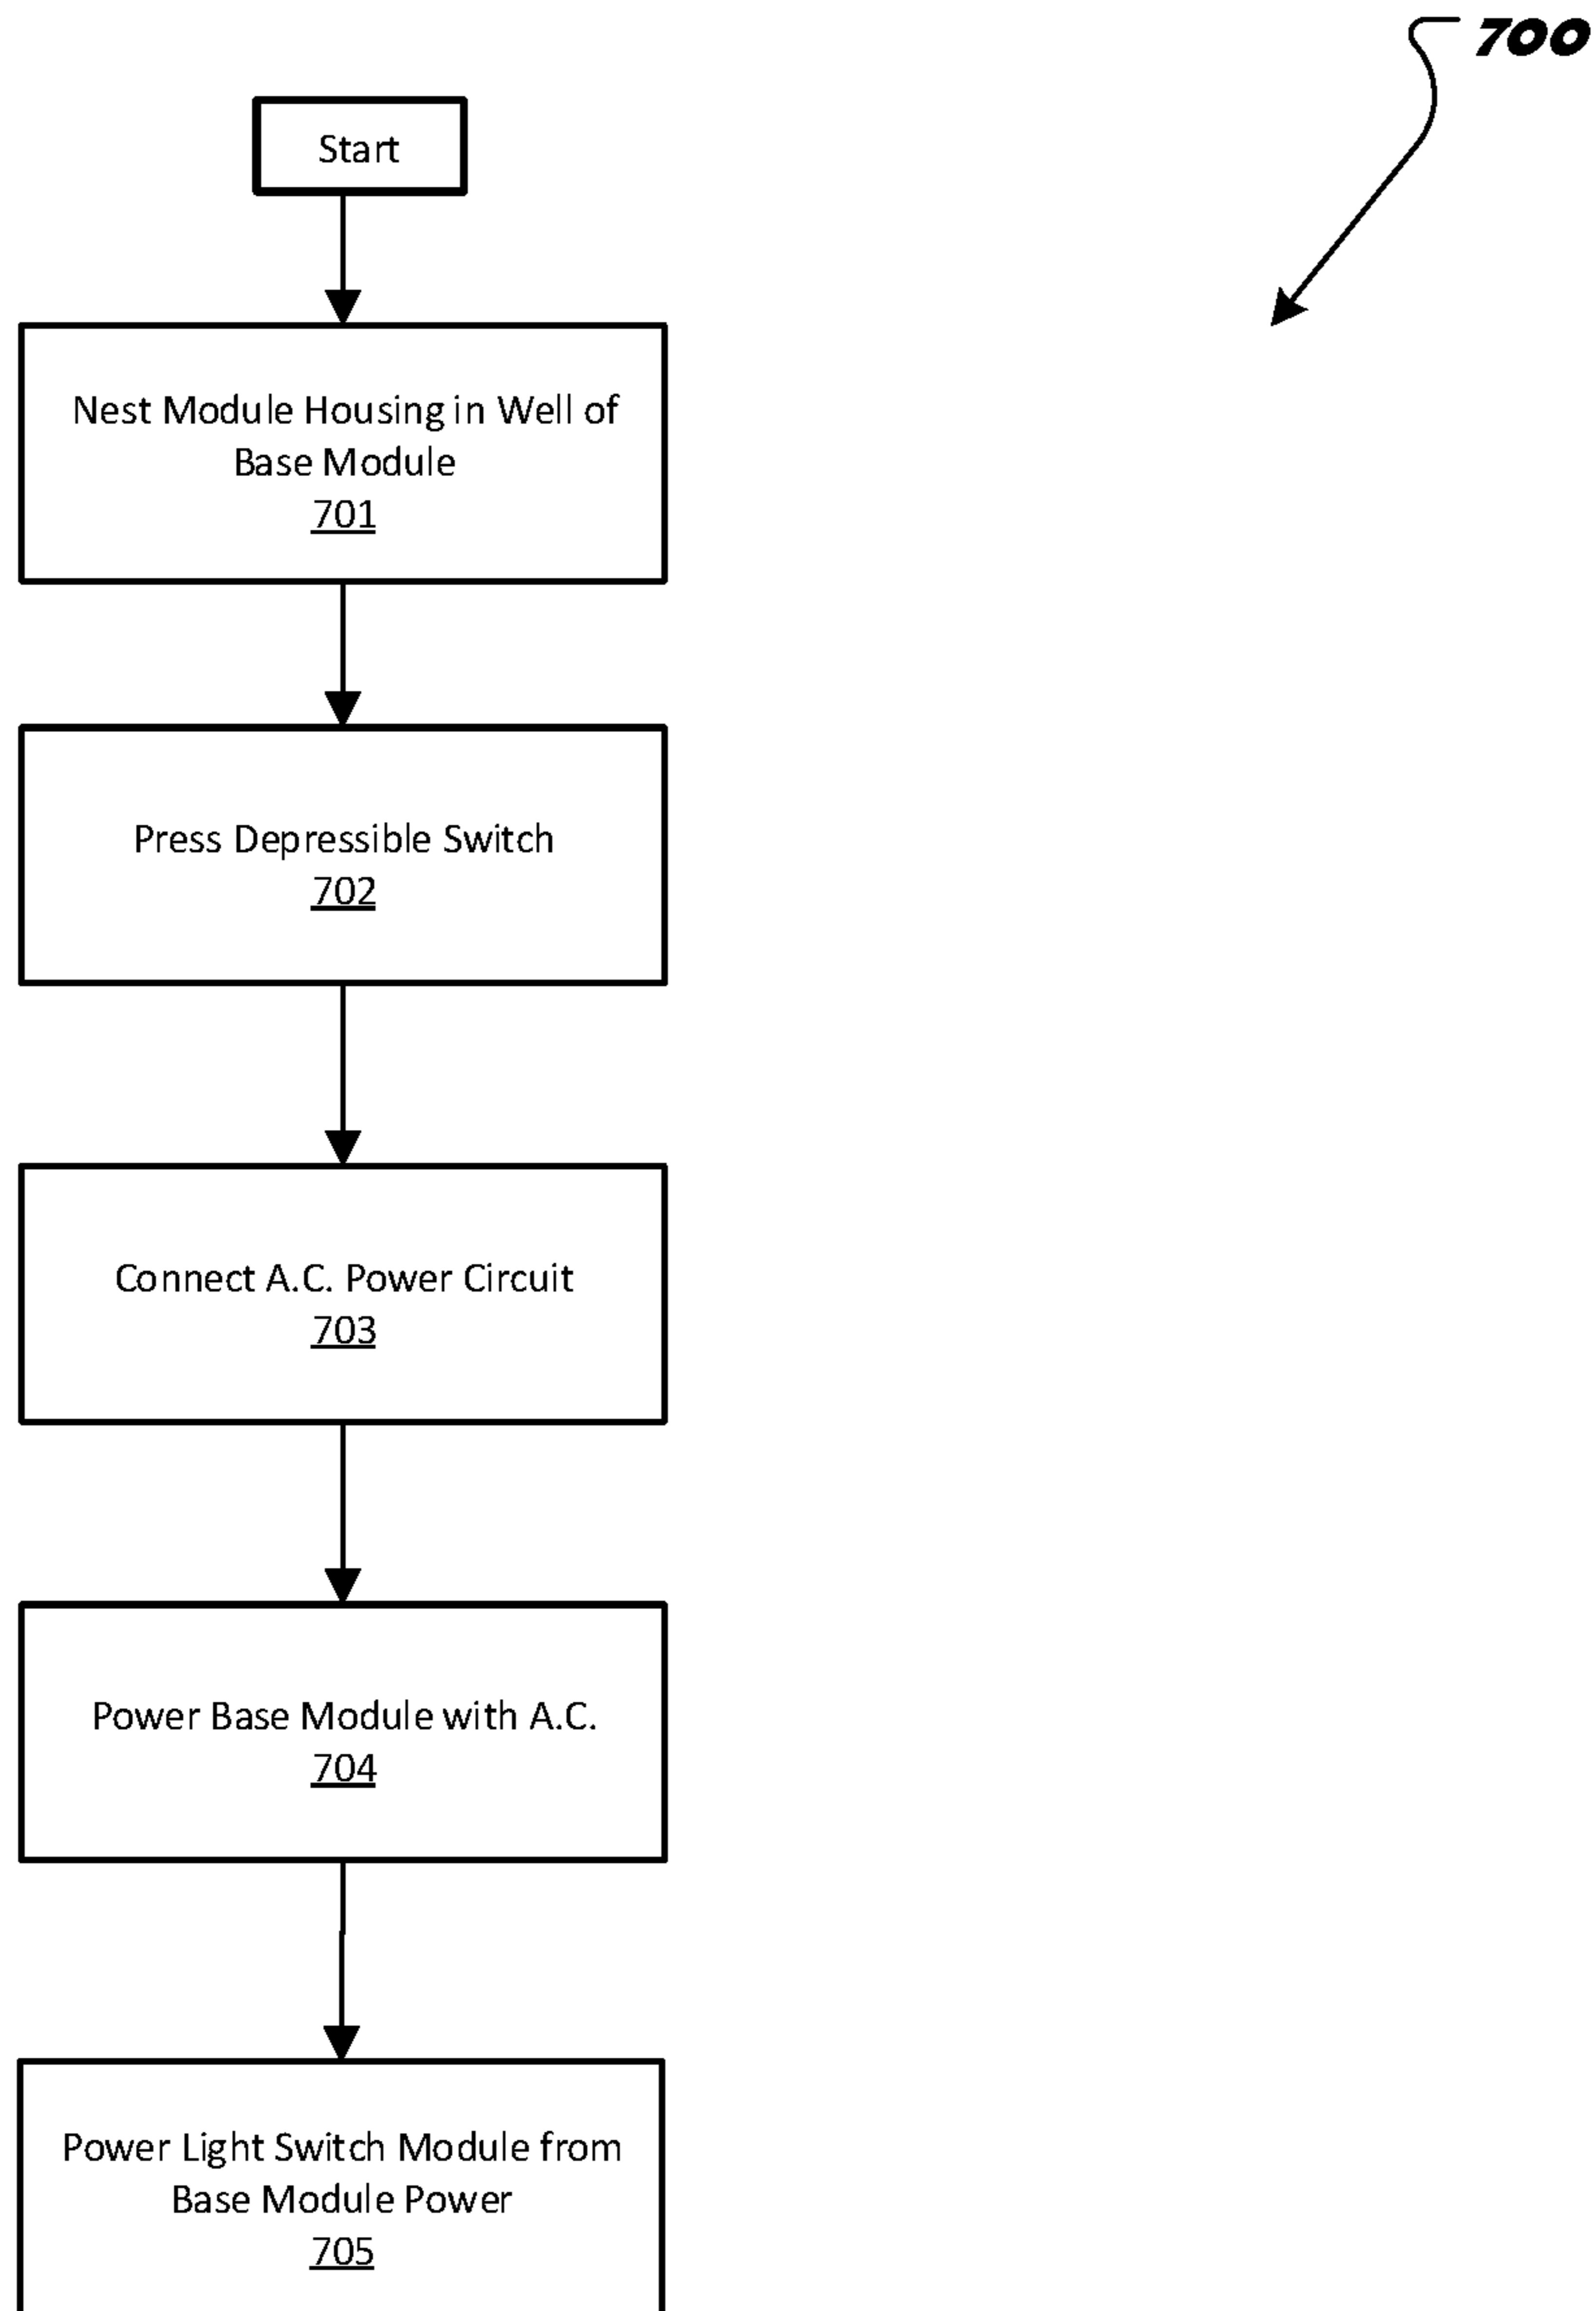 700
Start
Nest Module Housing in Well of
Base Module
701
Press Depressible Switch
702
Connect A.C. Power Circuit
703
Power Base Module with A.C.
704
Power Light Switch Module from
Base Module Power
705